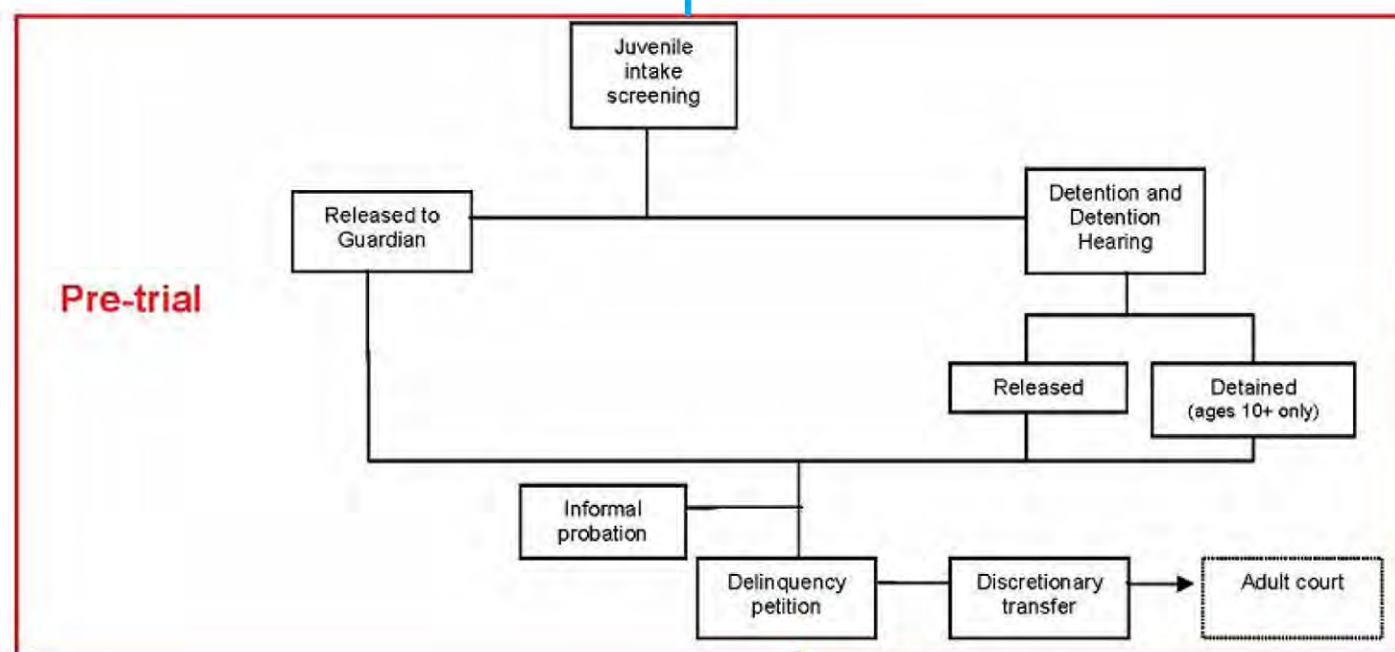 Juvenile
intake
screening
Released to
Guardian
Detention and
Detention
Hearing
Pre-trial
Released
Detained
(ages 10+ only)
Informal
probation
Delinquency
petition
Discretionary
transfer
Adult court